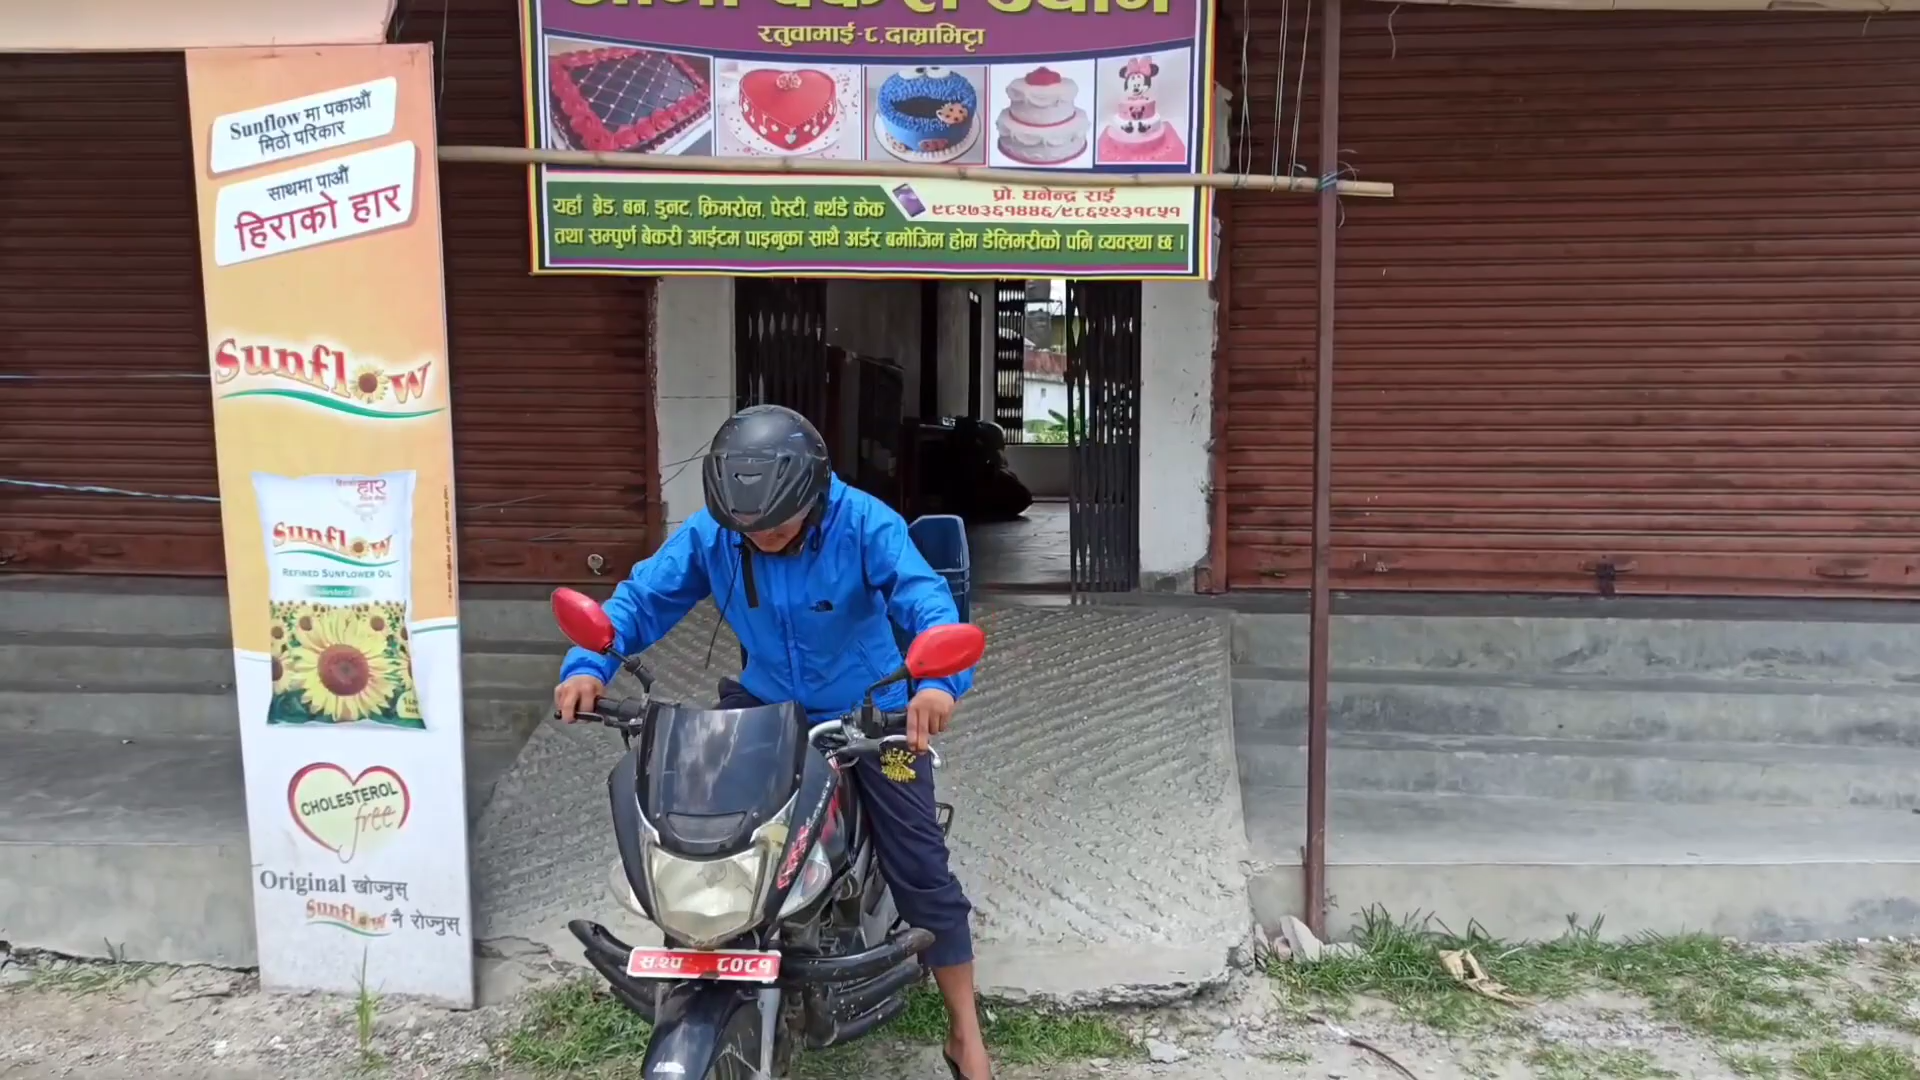 रतुवामाई-८,दाम्राभिट्टा
प्रो. घनेन्द्र राई
९८२७३६१४४६/९८६२२३१८५१
यहाँ ब्रेड, बन, डुनट, क्रिमरोल, पेस्टी, बर्थडे केक
तथा सम्पुर्ण बेकरी आईटम पाइनुका साथै अर्डर बमोजिम होम डेलिभरीको पनि व्यवस्था छ ।
Sunflow मा पकाऔं
मिठो परिकार
साथमा पाऔं
हिराको हार
Sunflow
हार
Sunflow
REFINED SUNFLOWER OIL
CHOLESTEROL
free
Original खोज्नुस्
Sunflow नै रोज्नुस्
८०८१